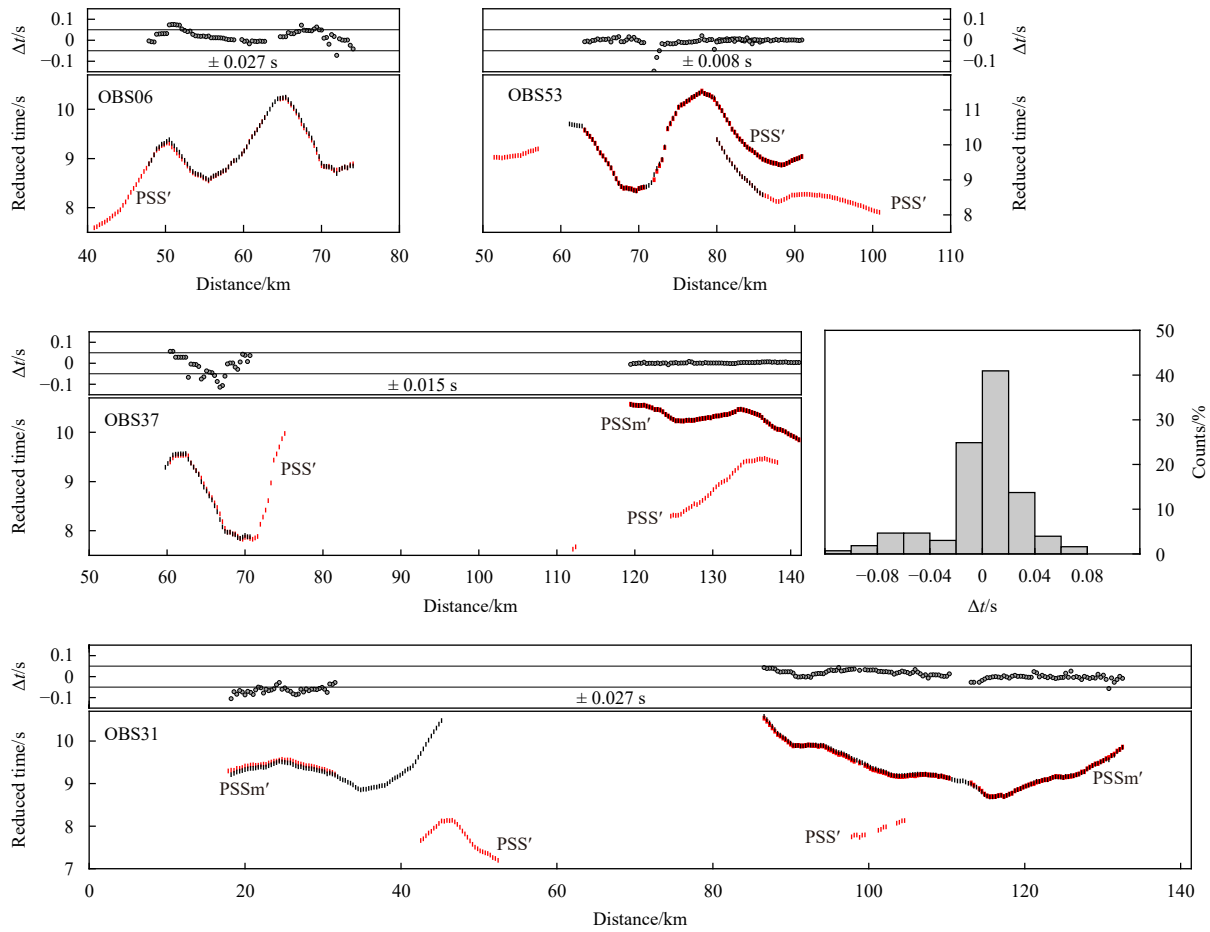 0.1
0
−0.1
Δt/s
± 0.027 s
OBS06
10
9
8
Reduced time/s
PSS′
40 50 60 70 80
Distance/km
0.1
0
−0.1
Δt/s
± 0.008 s
OBS53
11
10
9
8
Reduced time/s
PSS′
PSS′
50 60 70 80 90 100 110
Distance/km
0.1
0
−0.1
Δt/s
± 0.015 s
OBS37
10
9
8
Reduced time/s
PSS′
PSSm′
PSS′
50 60 70 80 90 100 110 120 130 140
Distance/km
50
40
30
20
10
0
Counts/%
−0.08 −0.04 0 0.04 0.08
Δt/s
0.1
0
−0.1
Δt/s
± 0.027 s
OBS31
10
9
8
7
Reduced time/s
PSSm′
PSS′
PSS′
PSSm′
0 20 40 60 80 100 120 140
Distance/km